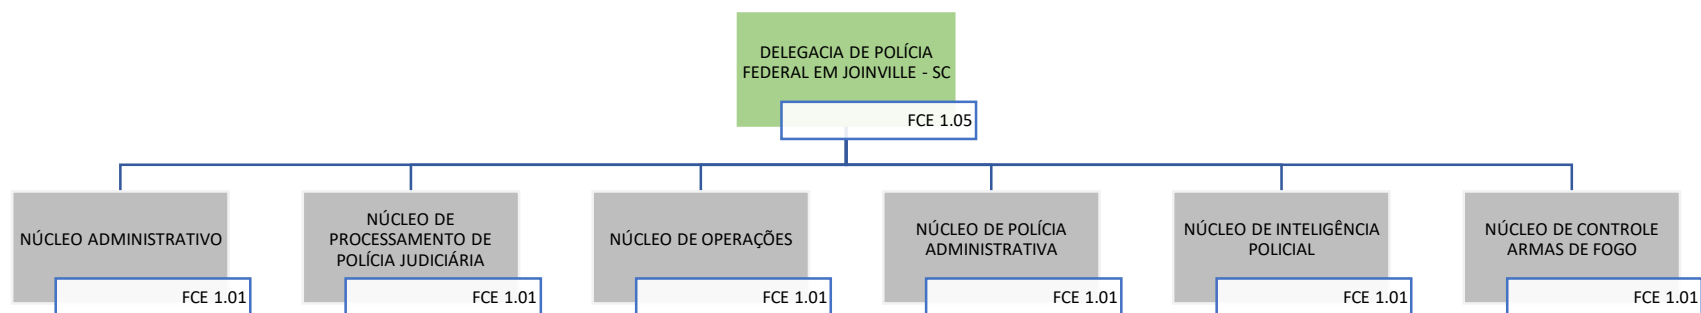 DELEGACIA DE POLÍCIA
FEDERAL EM JOINVILLE - SC
FCE 1.05
NÚCLEO ADMINISTRATIVO
FCE 1.01
NÚCLEO DE
PROCESSAMENTO DE
POLÍCIA JUDICIÁRIA
FCE 1.01
NÚCLEO DE OPERAÇÕES
FCE 1.01
NÚCLEO DE POLÍCIA
ADMINISTRATIVA
FCE 1.01
NÚCLEO DE INTELIGÊNCIA
POLICIAL
FCE 1.01
NÚCLEO DE CONTROLE
ARMAS DE FOGO
FCE 1.01